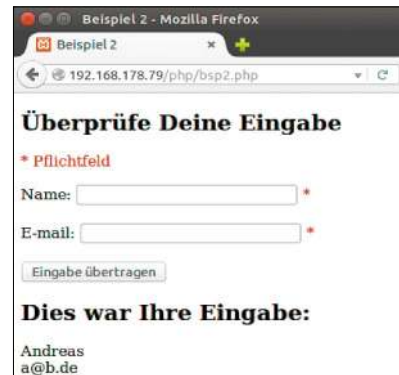 Beispiel 2 - Mozilla Firefox
Beispiel 2
192.168.178.79/php/bsp2.php
Überprüfe Deine Eingabe
* Pflichtfeld
Name: *
E-mail: *
Eingabe übertragen
Dies war Ihre Eingabe:
Andreas
a@b.de